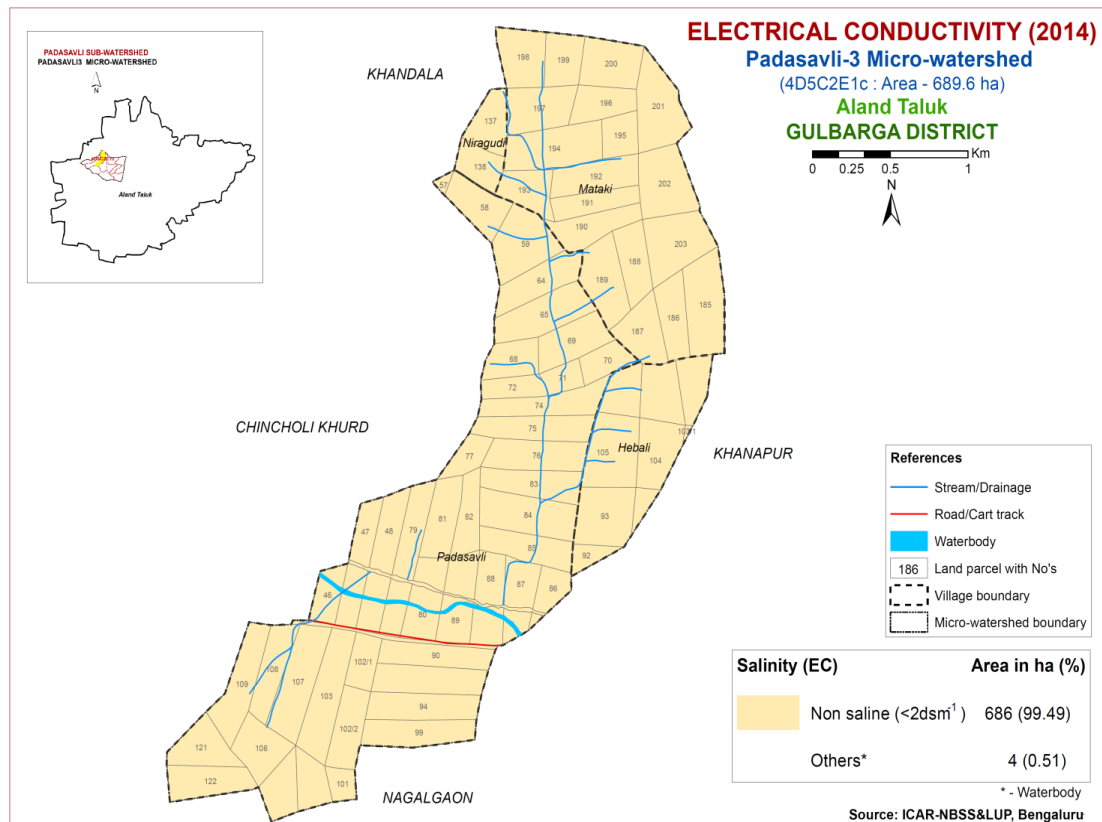 ELECTRICAL CONDUCTIVITY (2014)
Padasavli-3 Micro-watershed
(4D5C2E1c : Area - 689.6 ha)
Aland Taluk
GULBARGA DISTRICT
Km
0 0.25 0.5 1
N
PADASAVLI SUB-WATERSHED
PADASAVLI3 MICRO-WATERSHED
N
Aland Taluk
KHANDALA
198 199 200
197 196 201
137
195
Niragudi 194
138 192 202
193 Mataki
57 191
58 190
59 203
188
64 189
185
65 186
187
69
68 70
71
72
74
75
CHINCHOLI KHURD
103/1
Hebali
KHANAPUR
77 76 105 104
83
81 82 84 93
47 48 79
85
Padasavli 92
88 87 86
46
80 89
102/1 90
108
109 107 103
94
102/2 99
121 106
122 101
NAGALGAON
References
Stream/Drainage
Road/Cart track
Waterbody
186 Land parcel with No's
Village boundary
Micro-watershed boundary
Salinity (EC) Area in ha (%)
Non saline (<2dsm-1) 686 (99.49)
Others* 4 (0.51)
* - Waterbody
Source: ICAR-NBSS&LUP, Bengaluru